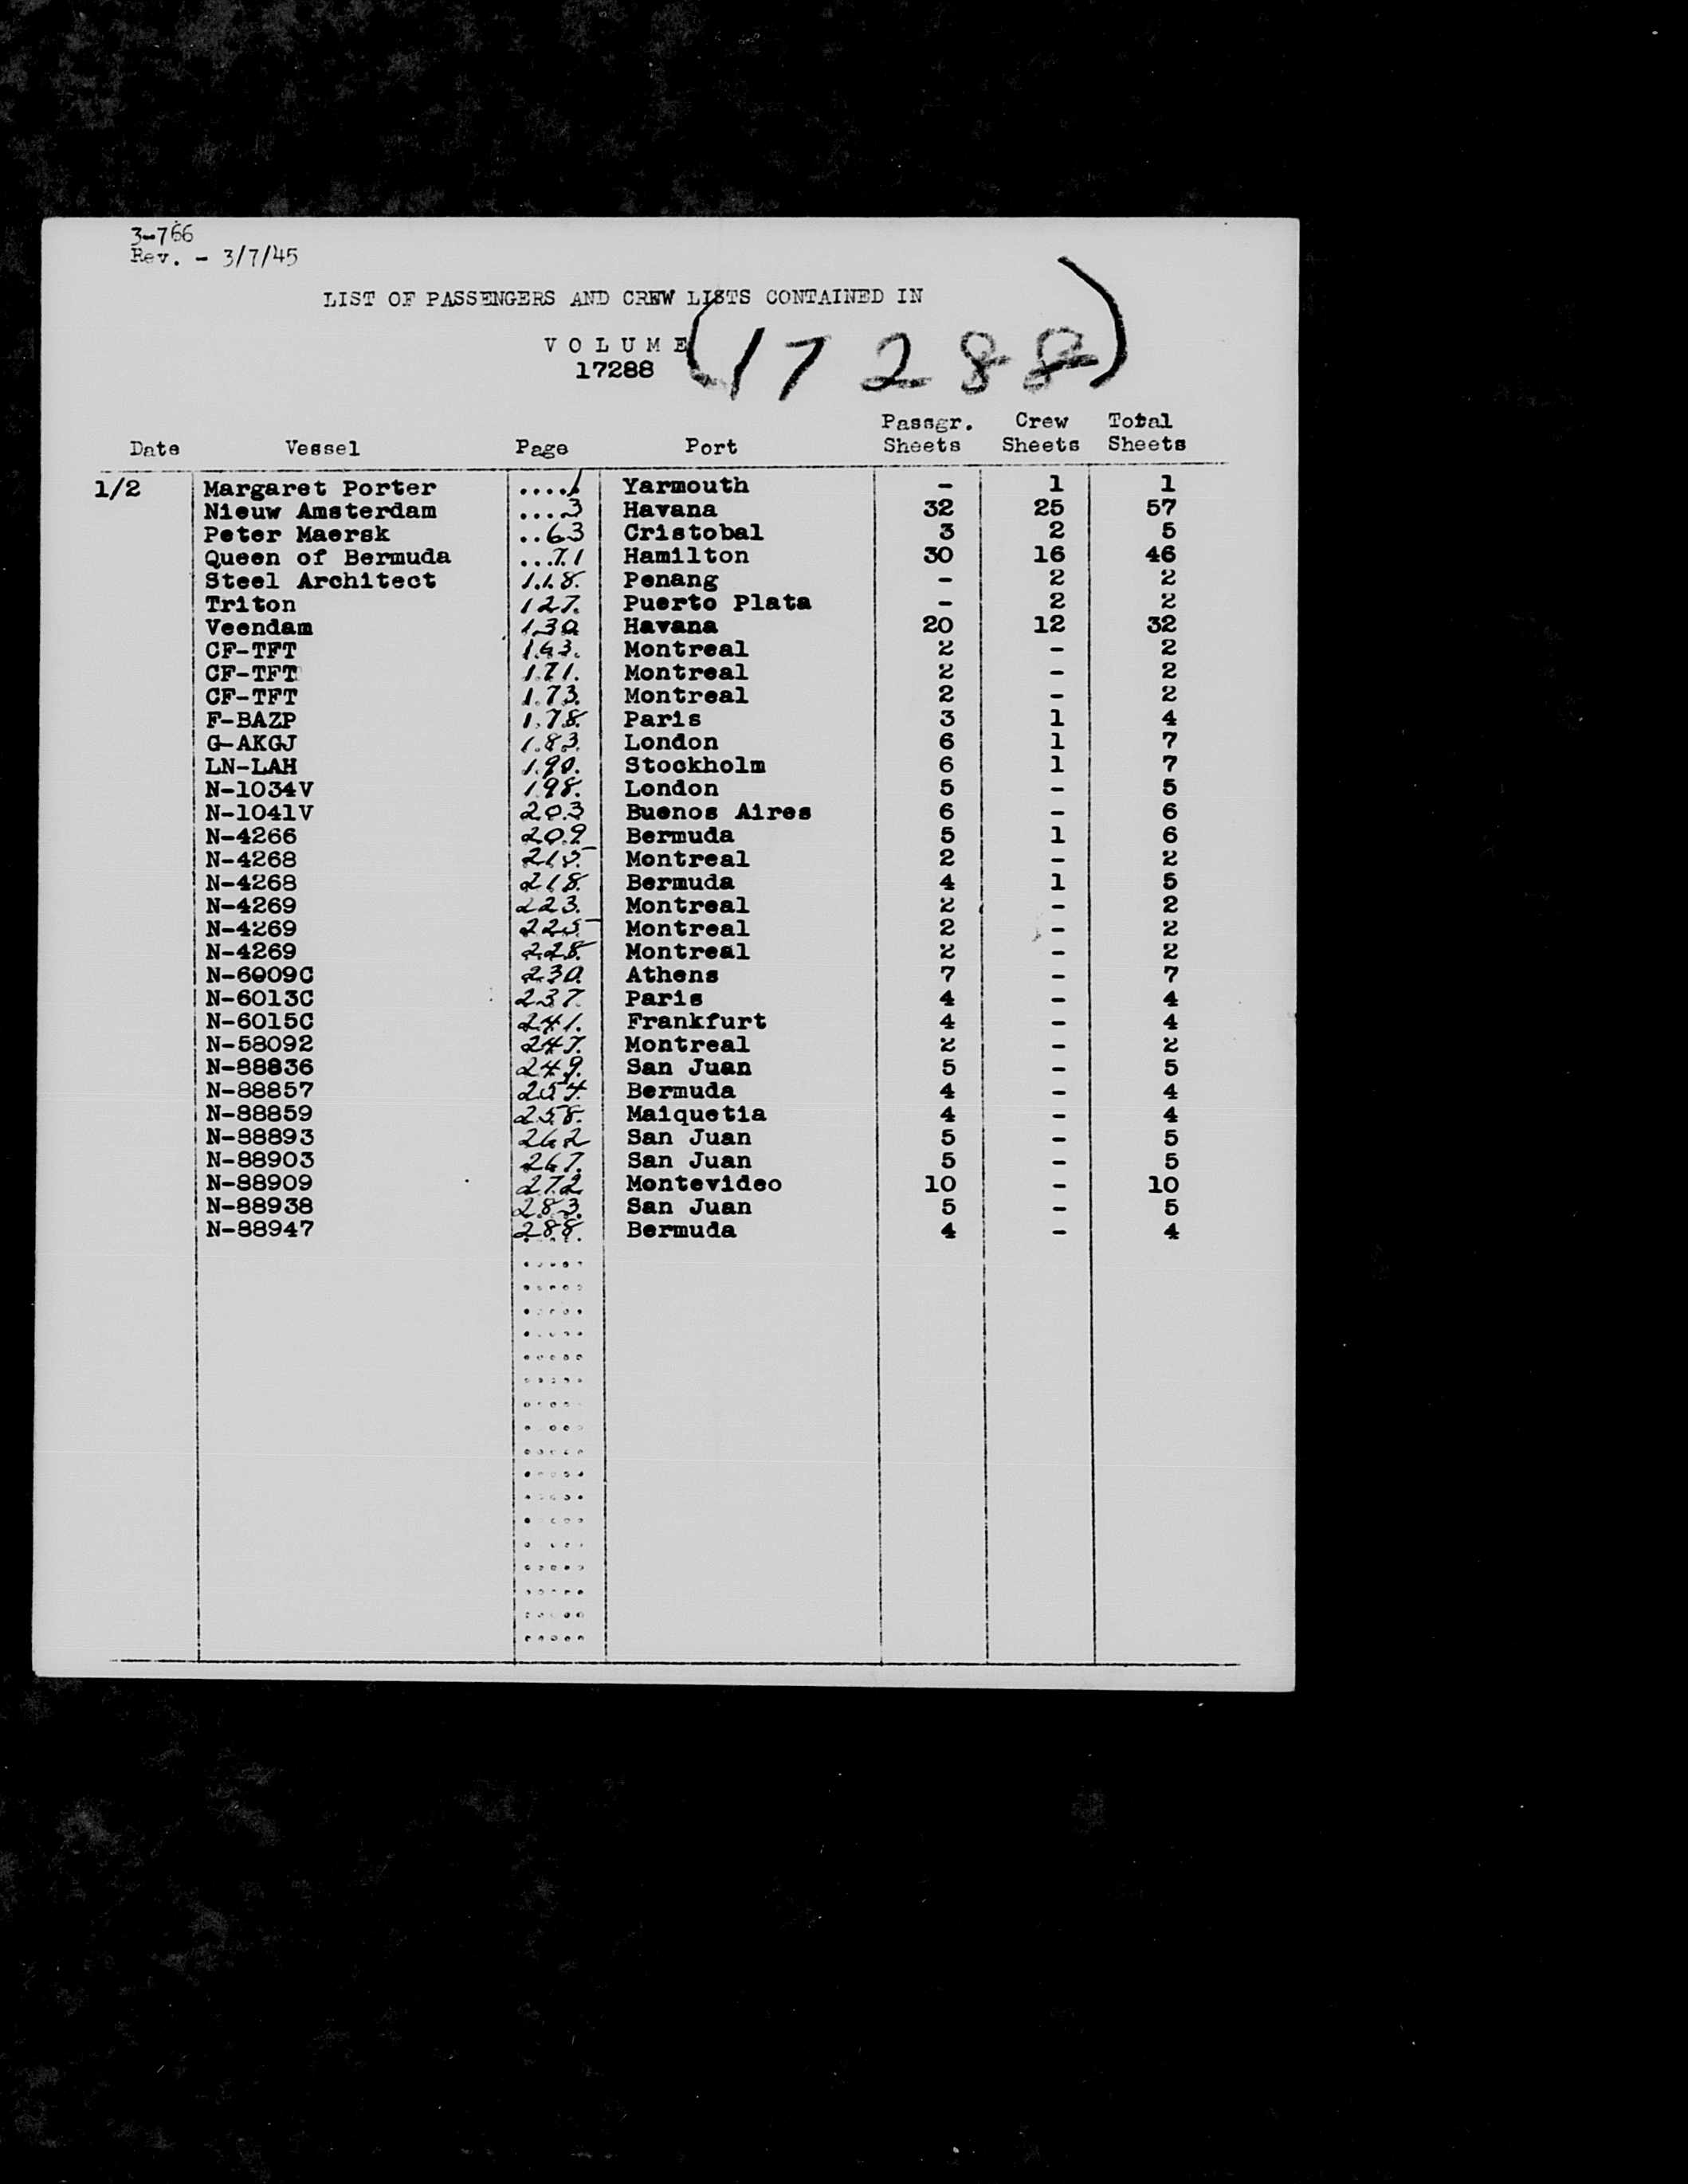 3-766
Rev. - 3/7/45
LIST OF PASSENGERS AND CREW LISTS CONTAINED IN
VOLUME (17288)
17288
Date Vessel Page Port Passgr. Sheets Crew Sheets Total Sheets
1/2 Margaret Porter ....1 Yarmouth - 1 1
Nieuw Amsterdam ....3 Havana 32 25 57
Peter Maersk ..63 Cristobal 3 2 5
Queen of Bermuda ...71 Hamilton 30 16 46
Steel Architect 118. Penang - 2 2
Triton 127. Puerto Plata - 2 2
Veendam 130 Havana 20 12 32
CF-TFT 163. Montreal 2 - 2
CF-TFT 171. Montreal 2 - 2
CF-TFT 173. Montreal 2 - 2
F-BAZP 178. Paris 3 1 4
G-AKGJ 183. London 6 1 7
LN-LAH 190. Stockholm 6 1 7
N-1034V 198. London 5 - 5
N-1041V 203 Buenos Aires 6 - 6
N-4266 209 Bermuda 5 1 6
N-4268 215 Montreal 2 - 2
N-4268 218. Bermuda 4 1 5
N-4269 223. Montreal 2 - 2
N-4269 225 Montreal 2 - 2
N-4269 228. Montreal 2 - 2
N-6009C 230. Athens 7 - 7
N-6013C 237. Paris 4 - 4
N-6015C 241. Frankfurt 4 - 4
N-58092 247. Montreal 2 - 2
N-88836 249. San Juan 5 - 5
N-88857 254. Bermuda 4 - 4
N-88859 258. Maiquetia 4 - 4
N-88893 262 San Juan 5 - 5
N-88903 267. San Juan 5 - 5
N-88909 272 Montevideo 10 - 10
N-88938 283. San Juan 5 - 5
N-88947 288. Bermuda 4 - 4